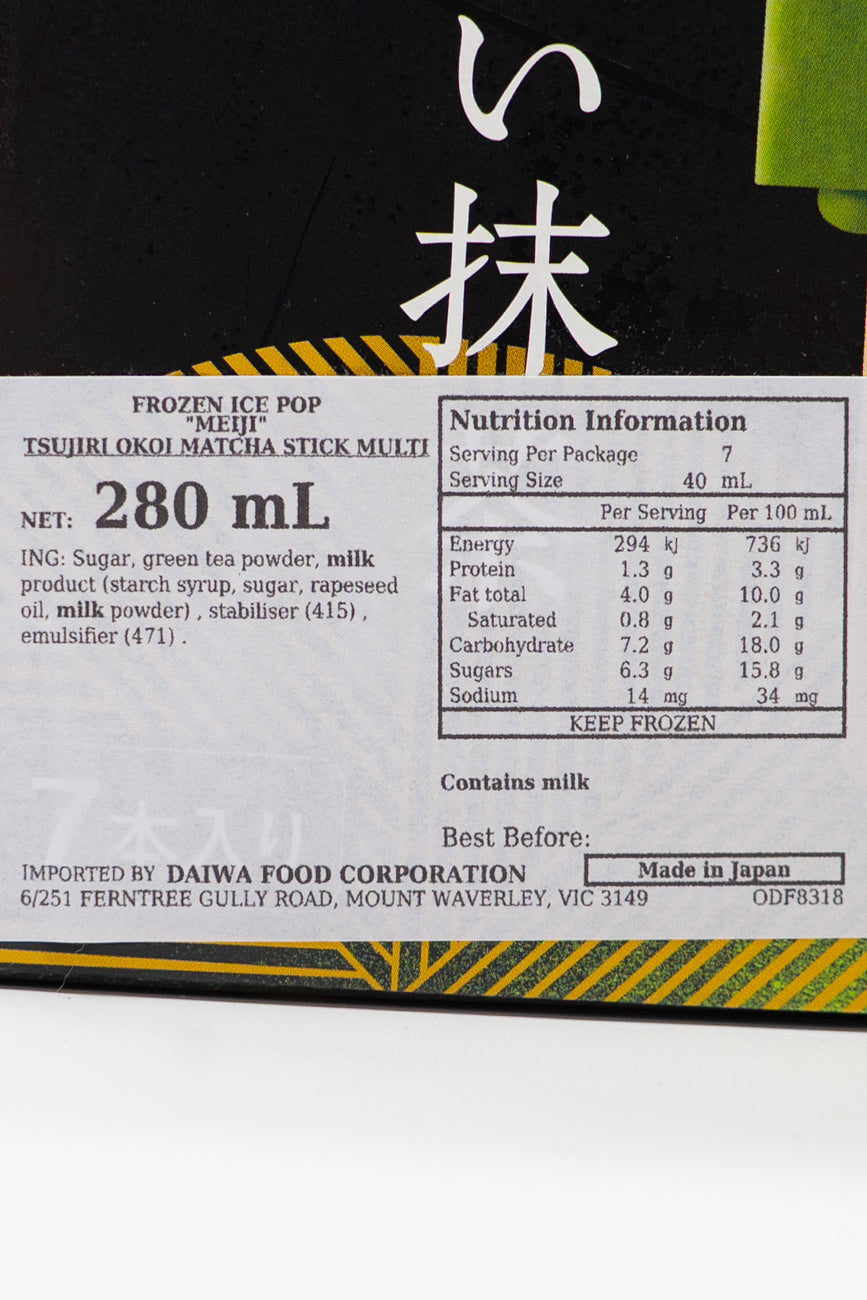 い
抹
FROZEN ICE POP
"MEIJI"
TSUJIRI OKOI MATCHA STICK MULTI
NET: 280 mL
ING: Sugar, green tea powder, milk
product (starch syrup, sugar, rapeseed
oil, milk powder) , stabiliser (415) ,
emulsifier (471) .
Nutrition Information
Serving Per Package 7
Serving Size 40 mL
Per Serving Per 100 mL
Energy 294 kJ 736 kJ
Protein 1.3 g 3.3 g
Fat total 4.0 g 10.0 g
Saturated 0.8 g 2.1 g
Carbohydrate 7.2 g 18.0 g
Sugars 6.3 g 15.8 g
Sodium 14 mg 34 mg
KEEP FROZEN
Contains milk
7本入り
Best Before:
IMPORTED BY DAIWA FOOD CORPORATION
Made in Japan
6/251 FERNTREE GULLY ROAD, MOUNT WAVERLEY, VIC 3149 ODF8318